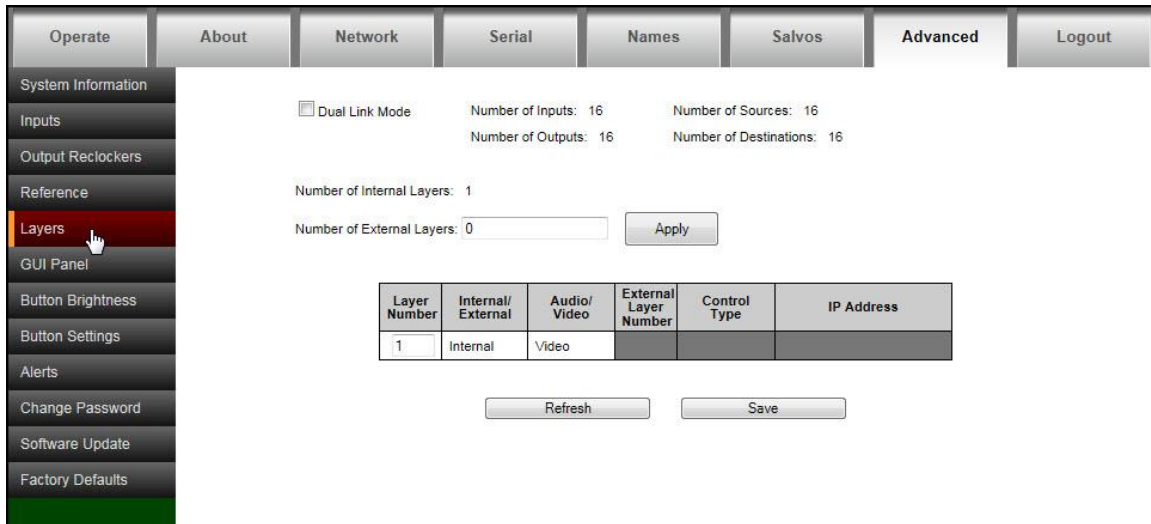 Operate About Network Serial Names Salvos Advanced Logout
System Information
Inputs
Output Reclockers
Reference
Layers
GUI Panel
Button Brightness
Button Settings
Alerts
Change Password
Software Update
Factory Defaults
Dual Link Mode Number of Inputs: 16 Number of Sources: 16
Number of Outputs: 16 Number of Destinations: 16
Number of Internal Layers: 1
Number of External Layers: 0 Apply
Layer Number Internal/ External Audio/ Video External Layer Number Control Type IP Address
1 Internal Video
Refresh Save